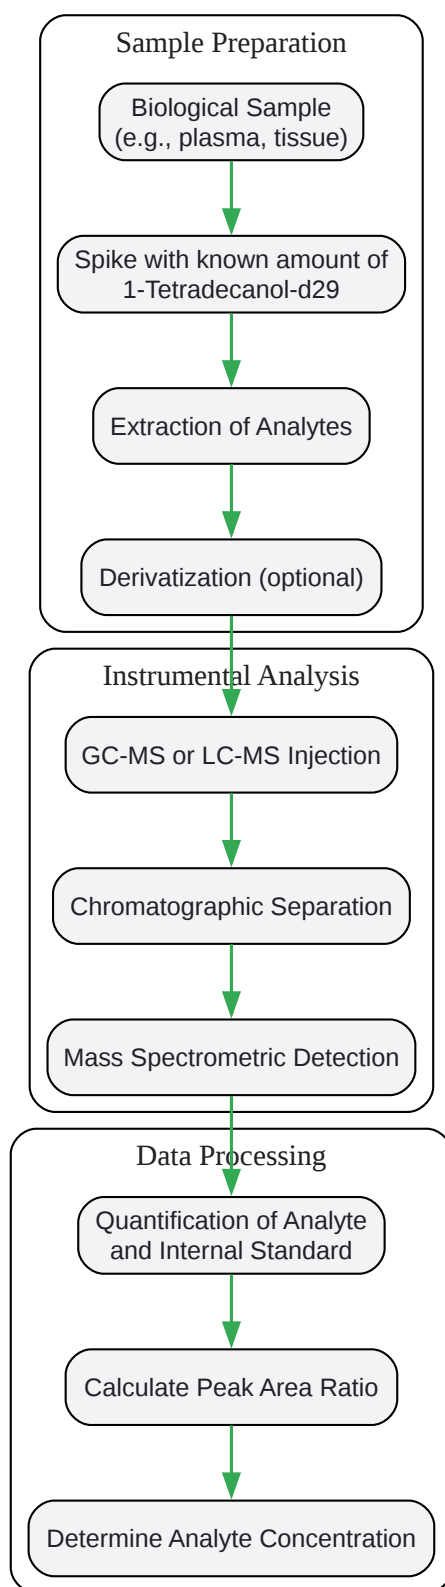 Sample Preparation
Biological Sample
(e.g., plasma, tissue)
Spike with known amount of
1-Tetradecanol-d29
Extraction of Analytes
Derivatization (optional)
Instrumental Analysis
GC-MS or LC-MS Injection
Chromatographic Separation
Mass Spectrometric Detection
Data Processing
Quantification of Analyte
and Internal Standard
Calculate Peak Area Ratio
Determine Analyte Concentration